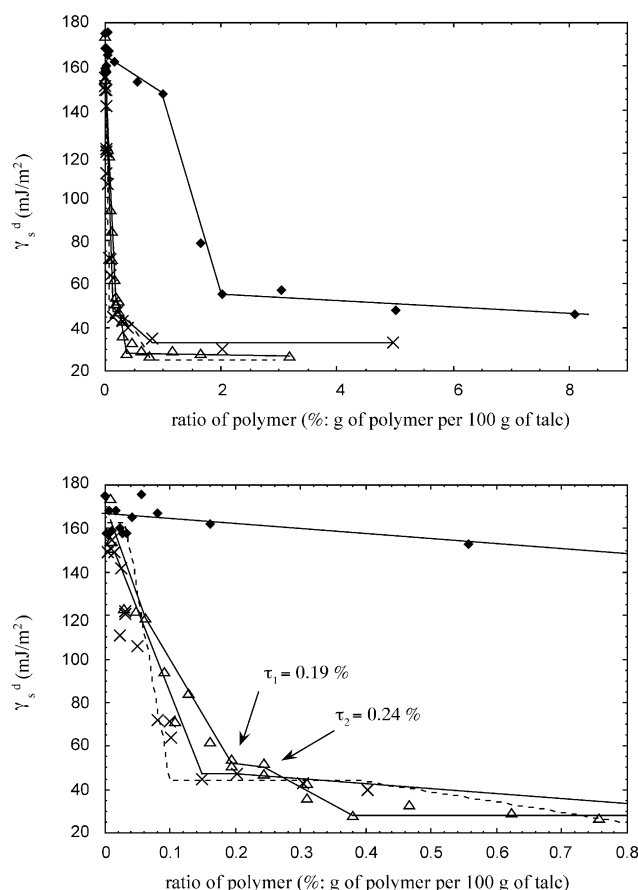 180
160
140
120
100
80
60
40
20
γ s d (mJ/m²)
0 2 4 6 8
ratio of polymer (%: g of polymer per 100 g of talc)
180
160
140
120
100
80
60
40
20
γ s d (mJ/m²)
τ1 = 0.19 %
τ2 = 0.24 %
0 0.1 0.2 0.3 0.4 0.5 0.6 0.7 0.8
ratio of polymer (%: g of polymer per 100 g of talc)